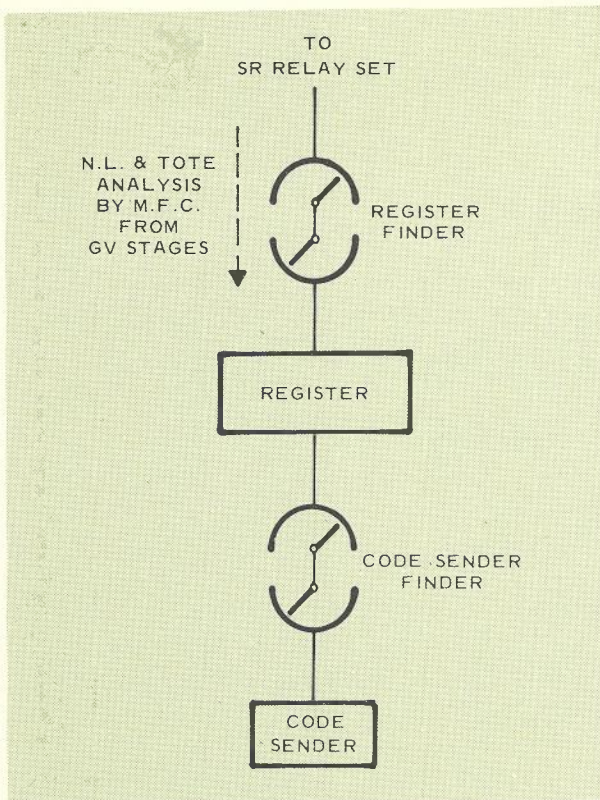 TO
SR RELAY SET
N.L. & TOTE
ANALYSIS
BY M.F.C.
FROM
GV STAGES
REGISTER
FINDER
REGISTER
CODE SENDER
FINDER
CODE
SENDER